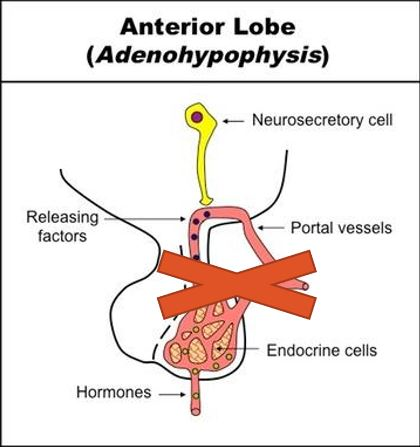 Anterior Lobe
(Adenohypophysis)
Neurosecretory cell
Releasing
factors
Portal vessels
Endocrine cells
Hormones